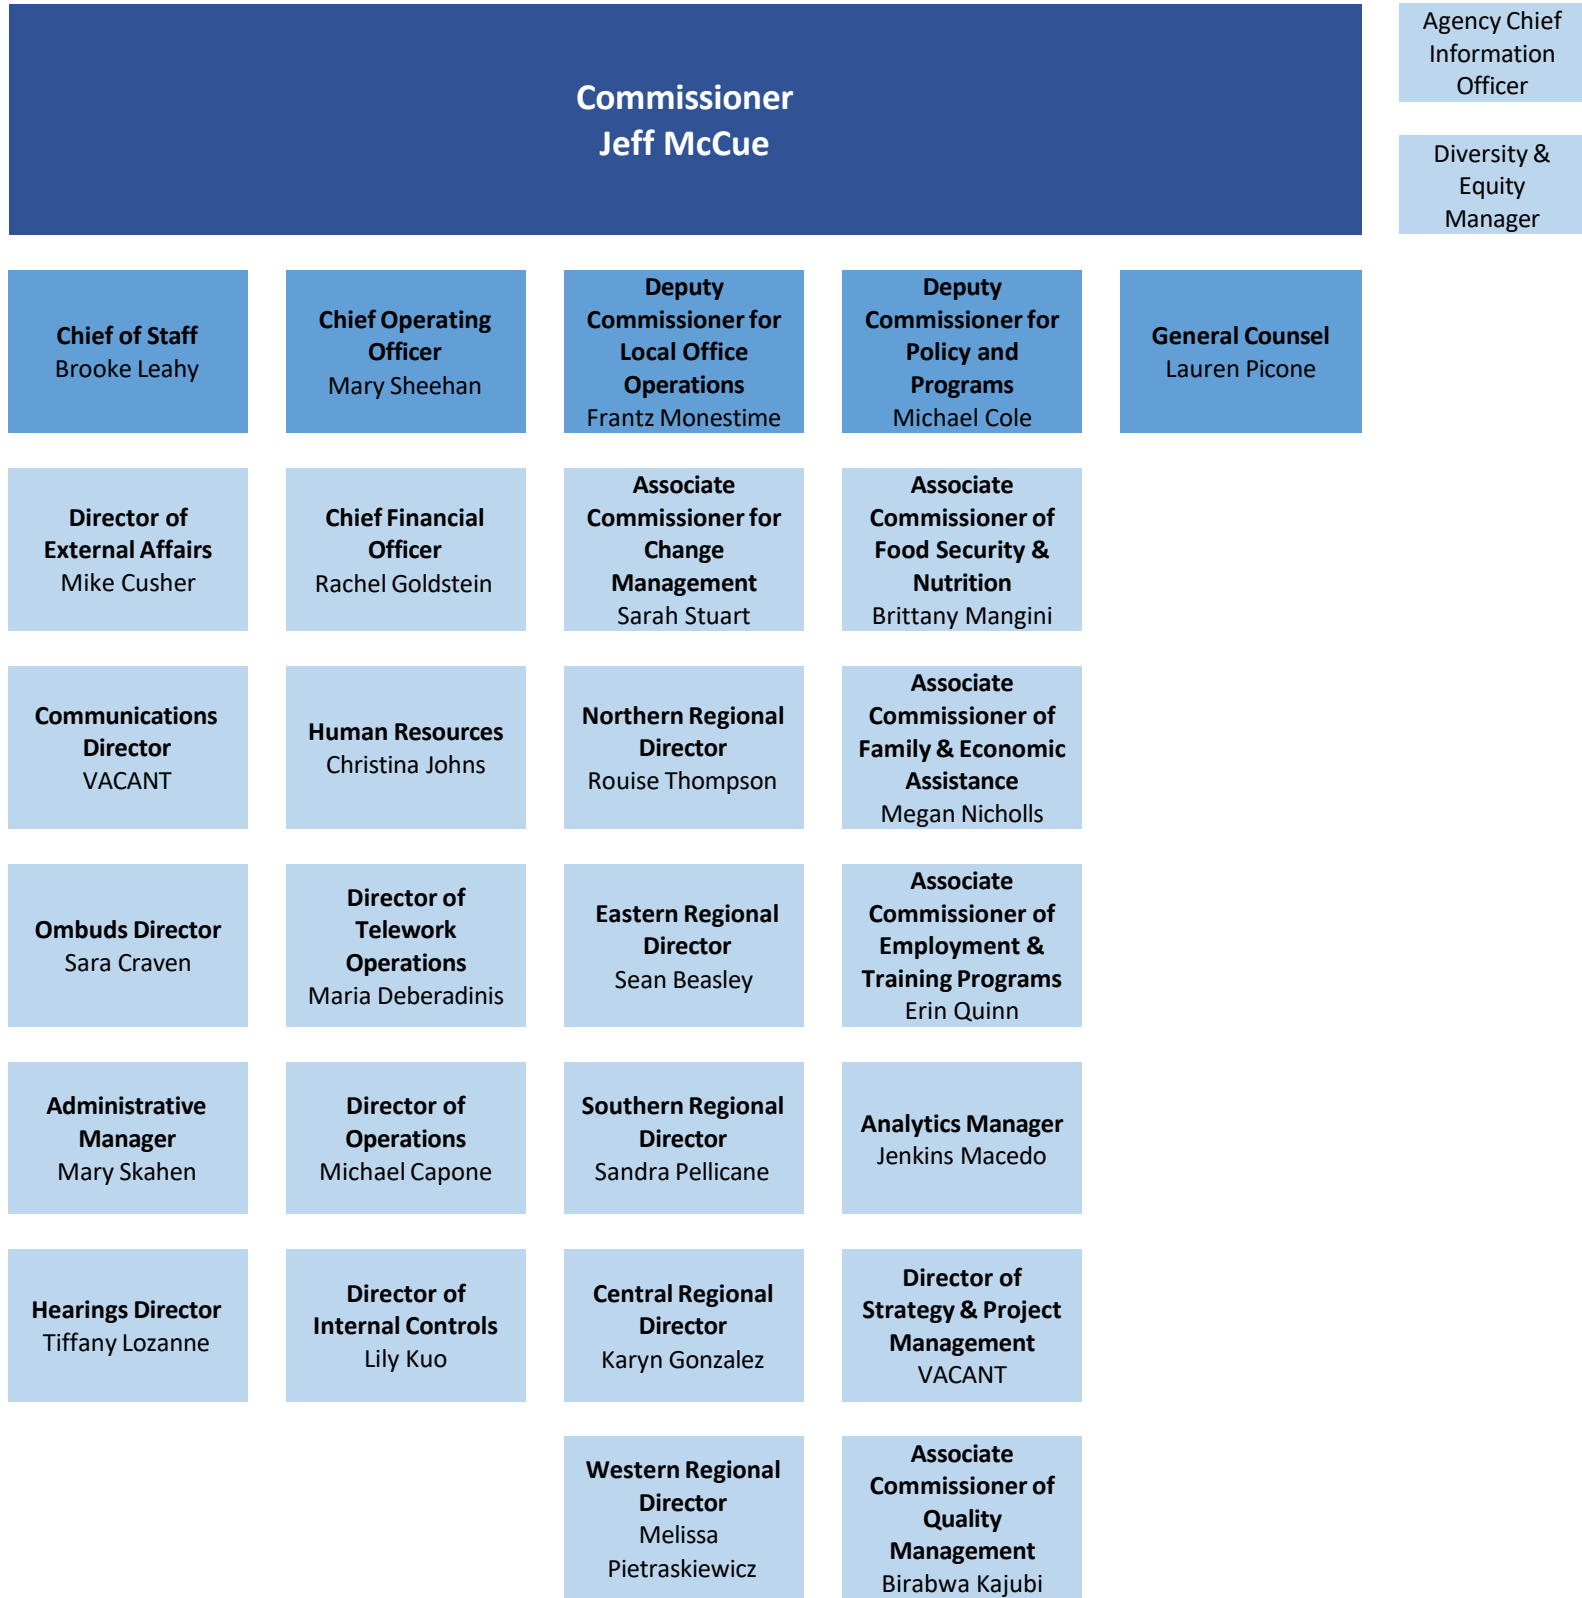 Commissioner
Jeff McCue
Agency Chief
Information
Officer
Diversity &
Equity
Manager
Chief of Staff
Brooke Leahy
Chief Operating
Officer
Mary Sheehan
Deputy
Commissioner for
Local Office
Operations
Frantz Monestime
Deputy
Commissioner for
Policy and
Programs
Michael Cole
General Counsel
Lauren Picone
Director of
External Affairs
Mike Cusher
Chief Financial
Officer
Rachel Goldstein
Associate
Commissioner for
Change
Management
Sarah Stuart
Associate
Commissioner of
Food Security &
Nutrition
Brittany Mangini
Communications
Director
VACANT
Human Resources
Christina Johns
Northern Regional
Director
Rouise Thompson
Associate
Commissioner of
Family & Economic
Assistance
Megan Nicholls
Ombuds Director
Sara Craven
Director of
Telework
Operations
Maria Deberadinis
Eastern Regional
Director
Sean Beasley
Associate
Commissioner of
Employment &
Training Programs
Erin Quinn
Administrative
Manager
Mary Skahen
Director of
Operations
Michael Capone
Southern Regional
Director
Sandra Pellicane
Analytics Manager
Jenkins Macedo
Hearings Director
Tiffany Lozanne
Director of
Internal Controls
Lily Kuo
Central Regional
Director
Karyn Gonzalez
Director of
Strategy & Project
Management
VACANT
Western Regional
Director
Melissa
Pietraskiewicz
Associate
Commissioner of
Quality
Management
Birabwa Kajubi